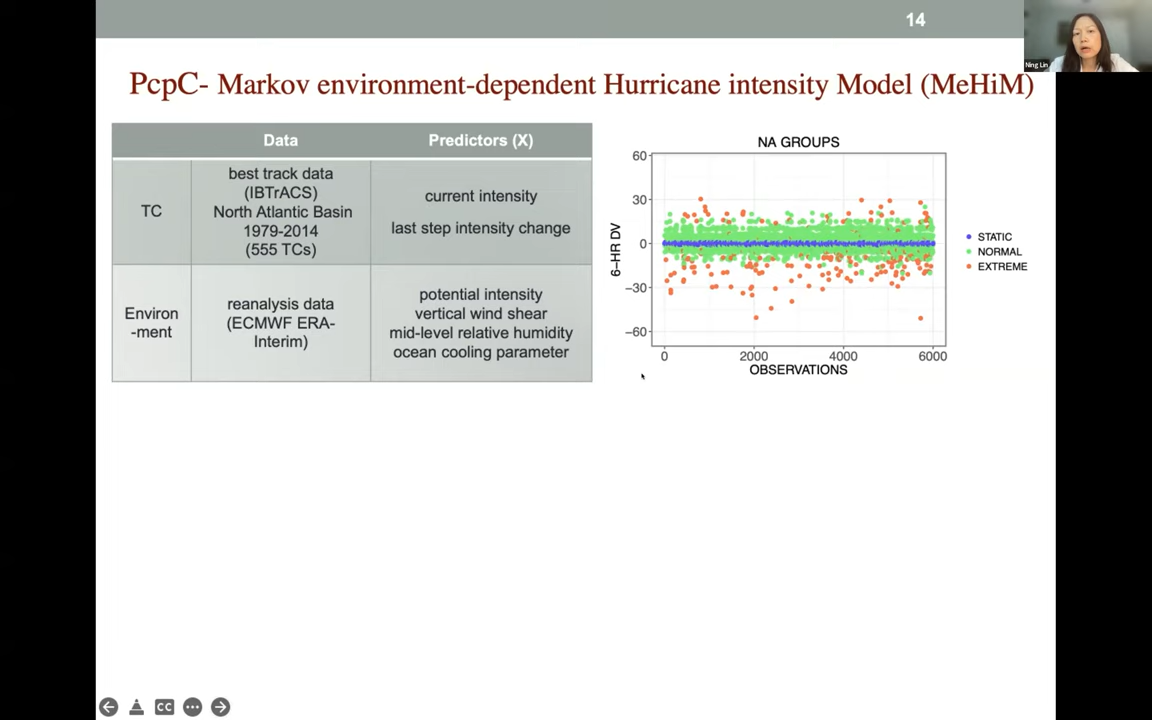 14
Ning Lin
PcpC- Markov environment-dependent Hurricane intensity Model (MeHiM)
Data
Predictors (X)
TC
best track data
(IBTrACS)
North Atlantic Basin
1979-2014
(555 TCs)
current intensity
last step intensity change
Environ
-ment
reanalysis data
(ECMWF ERA-
Interim)
potential intensity
vertical wind shear
mid-level relative humidity
ocean cooling parameter
NA GROUPS
6-HR DV
60
30
0
−30
−60
0
2000
4000
6000
OBSERVATIONS
STATIC
NORMAL
EXTREME
CC